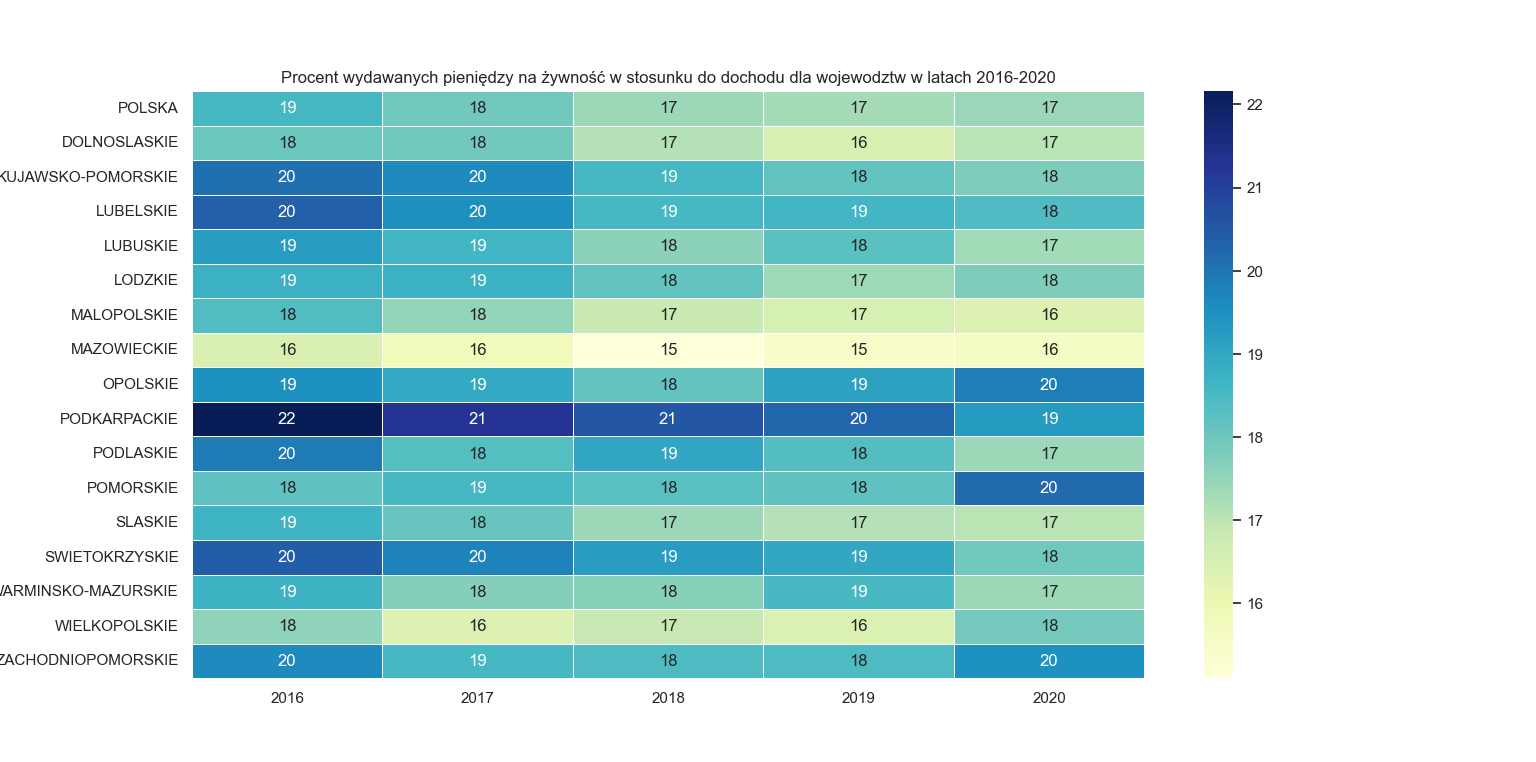 Procent wydawanych pieniędzy na żywność w stosunku do dochodu dla wojewodztw w latach 2016-2020
POLSKA 19 18 17 17 17
DOLNOSLASKIE 18 18 17 16 17
KUJAWSKO-POMORSKIE 20 20 19 18 18
LUBELSKIE 20 20 19 19 18
LUBUSKIE 19 19 18 18 17
LODZKIE 19 19 18 17 18
MALOPOLSKIE 18 18 17 17 16
MAZOWIECKIE 16 16 15 15 16
OPOLSKIE 19 19 18 19 20
PODKARPACKIE 22 21 21 20 19
PODLASKIE 20 18 19 18 17
POMORSKIE 18 19 18 18 20
SLASKIE 19 18 17 17 17
SWIETOKRZYSKIE 20 20 19 19 18
WARMINSKO-MAZURSKIE 19 18 18 19 17
WIELKOPOLSKIE 18 16 17 16 18
ZACHODNIOPOMORSKIE 20 19 18 18 20
2016 2017 2018 2019 2020
22
21
20
19
18
17
16